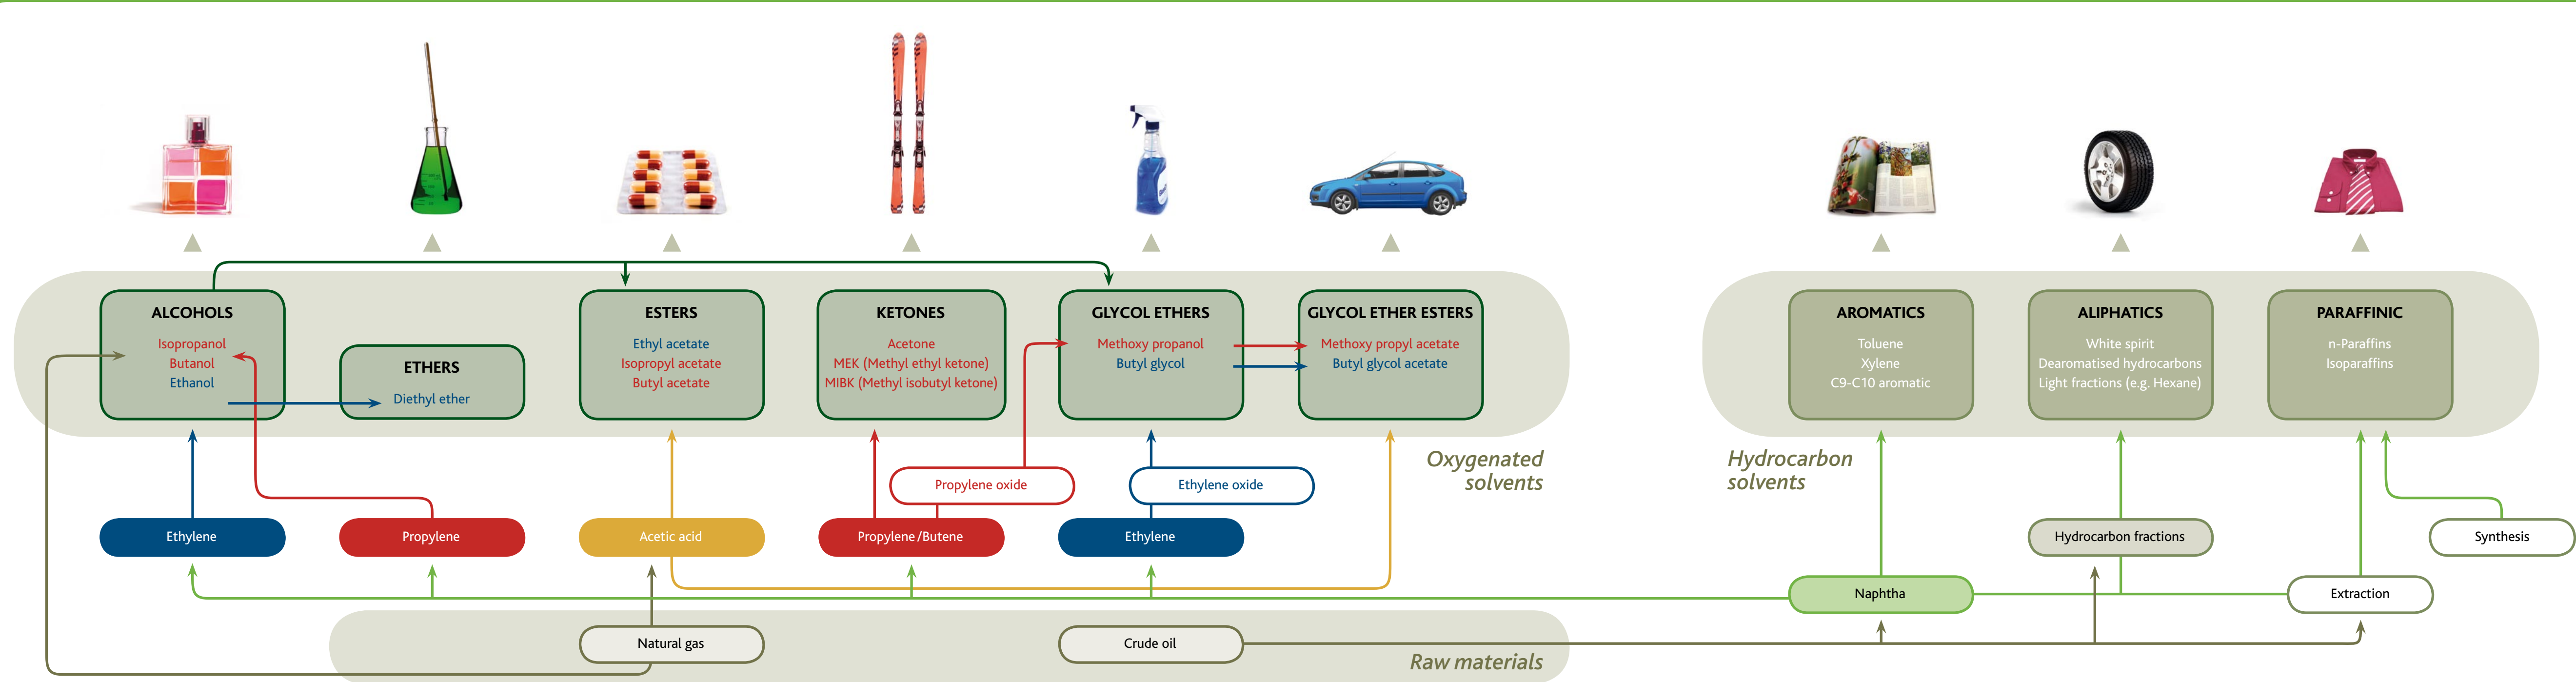 ALCOHOLS
Isopropanol
Butanol
Ethanol
ETHERS
Diethyl ether
ESTERS
Ethyl acetate
Isopropyl acetate
Butyl acetate
KETONES
Acetone
MEK (Methyl ethyl ketone)
MIBK (Methyl isobutyl ketone)
GLYCOL ETHERS
Methoxy propanol
Butyl glycol
GLYCOL ETHER ESTERS
Methoxy propyl acetate
Butyl glycol acetate
AROMATICS
Toluene
Xylene
C9-C10 aromatic
ALIPHATICS
White spirit
Dearomatised hydrocarbons
Light fractions (e.g. Hexane)
PARAFFINIC
n-Paraffins
Isoparaffins
Oxygenated
solvents
Hydrocarbon
solvents
Propylene oxide
Ethylene oxide
Ethylene
Propylene
Acetic acid
Propylene/Butene
Ethylene
Hydrocarbon fractions
Synthesis
Naphtha
Extraction
Natural gas
Crude oil
Raw materials